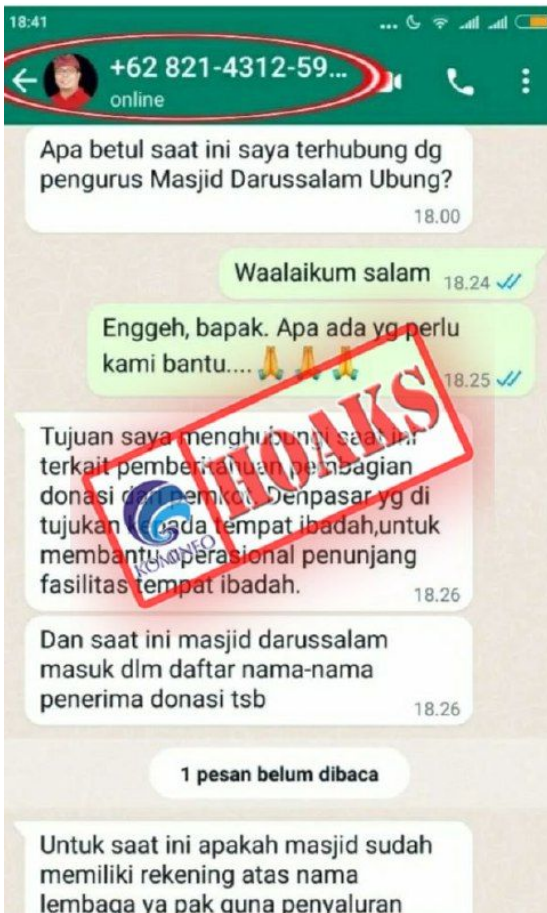 18:41
+62 821-4312-59...
online
Apa betul saat ini saya terhubung dg
pengurus Masjid Darussalam Ubung?
18.00
Waalaikum salam 18.24
Enggeh, bapak. Apa ada yg perlu
kami bantu.... 🙏 🙏 🙏
18.25
HOAKS
KOMINFO
Tujuan saya menghubungi saat ini
terkait pemberitahuan pembagian
donasi dari pemkot Denpasar yg di
tujukan kepada tempat ibadah,untuk
membantu operasional penunjang
fasilitas tempat ibadah.
18.26
Dan saat ini masjid darussalam
masuk dlm daftar nama-nama
penerima donasi tsb
18.26
1 pesan belum dibaca
Untuk saat ini apakah masjid sudah
memiliki rekening atas nama
lembaga ya pak guna penyaluran